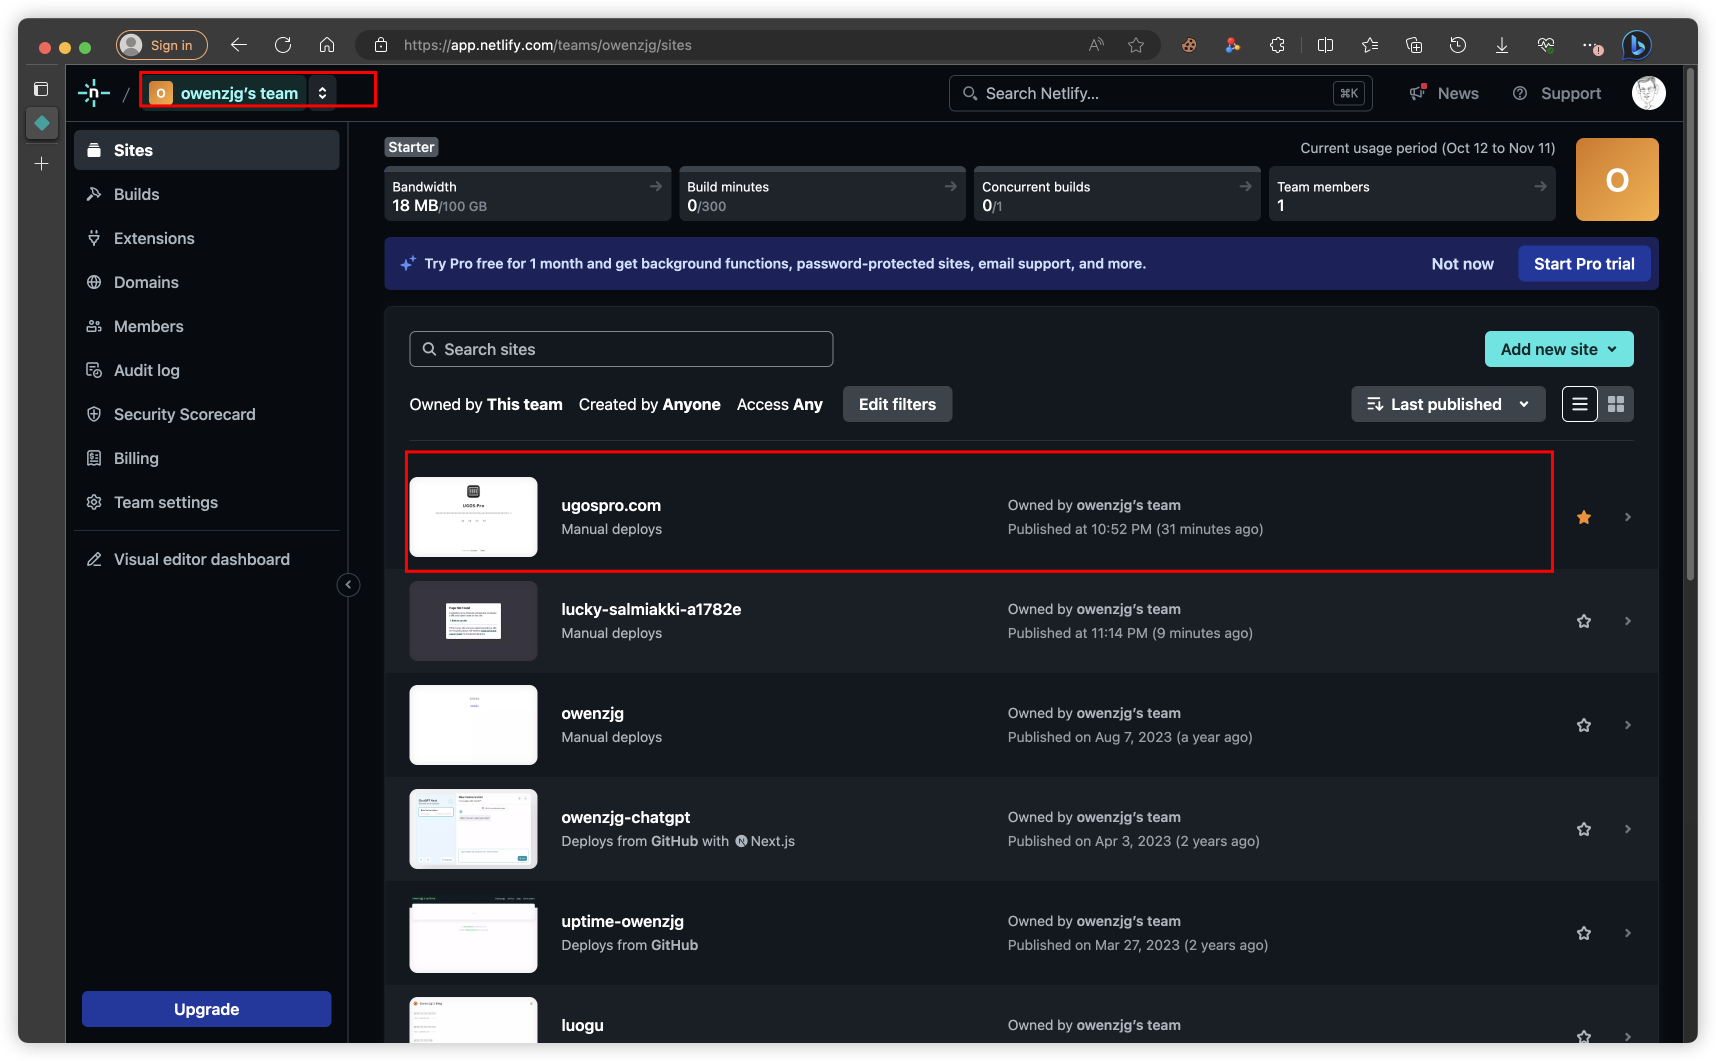 Sign in
https://app.netlify.com/teams/owenzjg/sites
/ O owenzjg's team
Search Netlify...
⌘K
News
Support
Sites
Builds
Extensions
Domains
Members
Audit log
Security Scorecard
Billing
Team settings
Visual editor dashboard
Upgrade
Starter
Current usage period (Oct 12 to Nov 11)
Bandwidth
18 MB/100 GB
Build minutes
0/300
Concurrent builds
0/1
Team members
1
O
Try Pro free for 1 month and get background functions, password-protected sites, email support, and more.
Not now
Start Pro trial
Search sites
Add new site
Owned by This team Created by Anyone Access Any
Edit filters
Last published
UGOS Pro
ugospro.com
Manual deploys
Owned by owenzjg's team
Published at 10:52 PM (31 minutes ago)
lucky-salmiakki-a1782e
Manual deploys
Owned by owenzjg's team
Published at 11:14 PM (9 minutes ago)
owenzjg
Manual deploys
Owned by owenzjg's team
Published on Aug 7, 2023 (a year ago)
owenzjg-chatgpt
Deploys from GitHub with Next.js
Owned by owenzjg's team
Published on Apr 3, 2023 (2 years ago)
uptime-owenzjg
Deploys from GitHub
Owned by owenzjg's team
Published on Mar 27, 2023 (2 years ago)
luogu
Owned by owenzjg's team